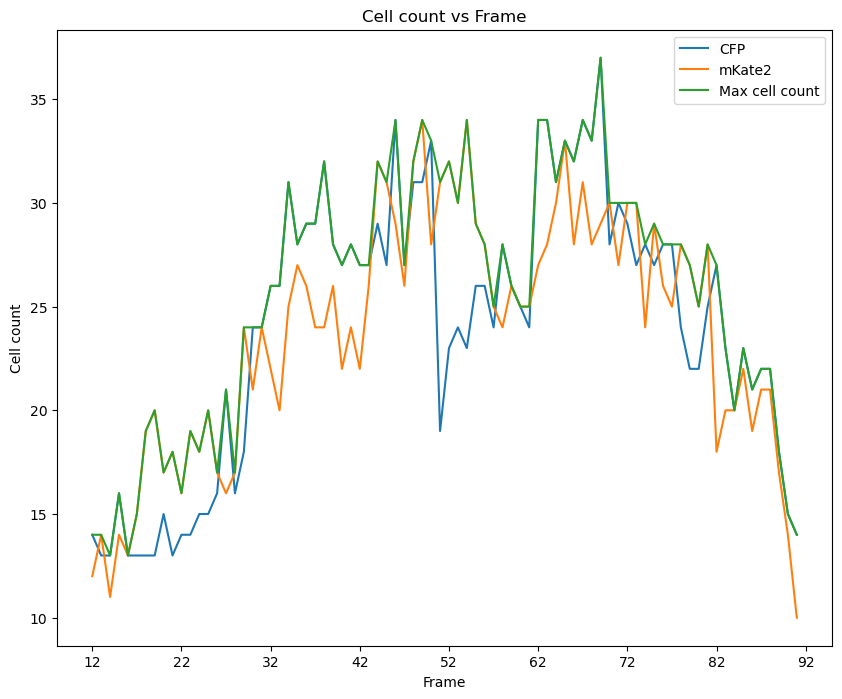 Cell count vs Frame
CFP
mKate2
Max cell count
Cell count
35
30
25
20
15
10
12 22 32 42 52 62 72 82 92
Frame